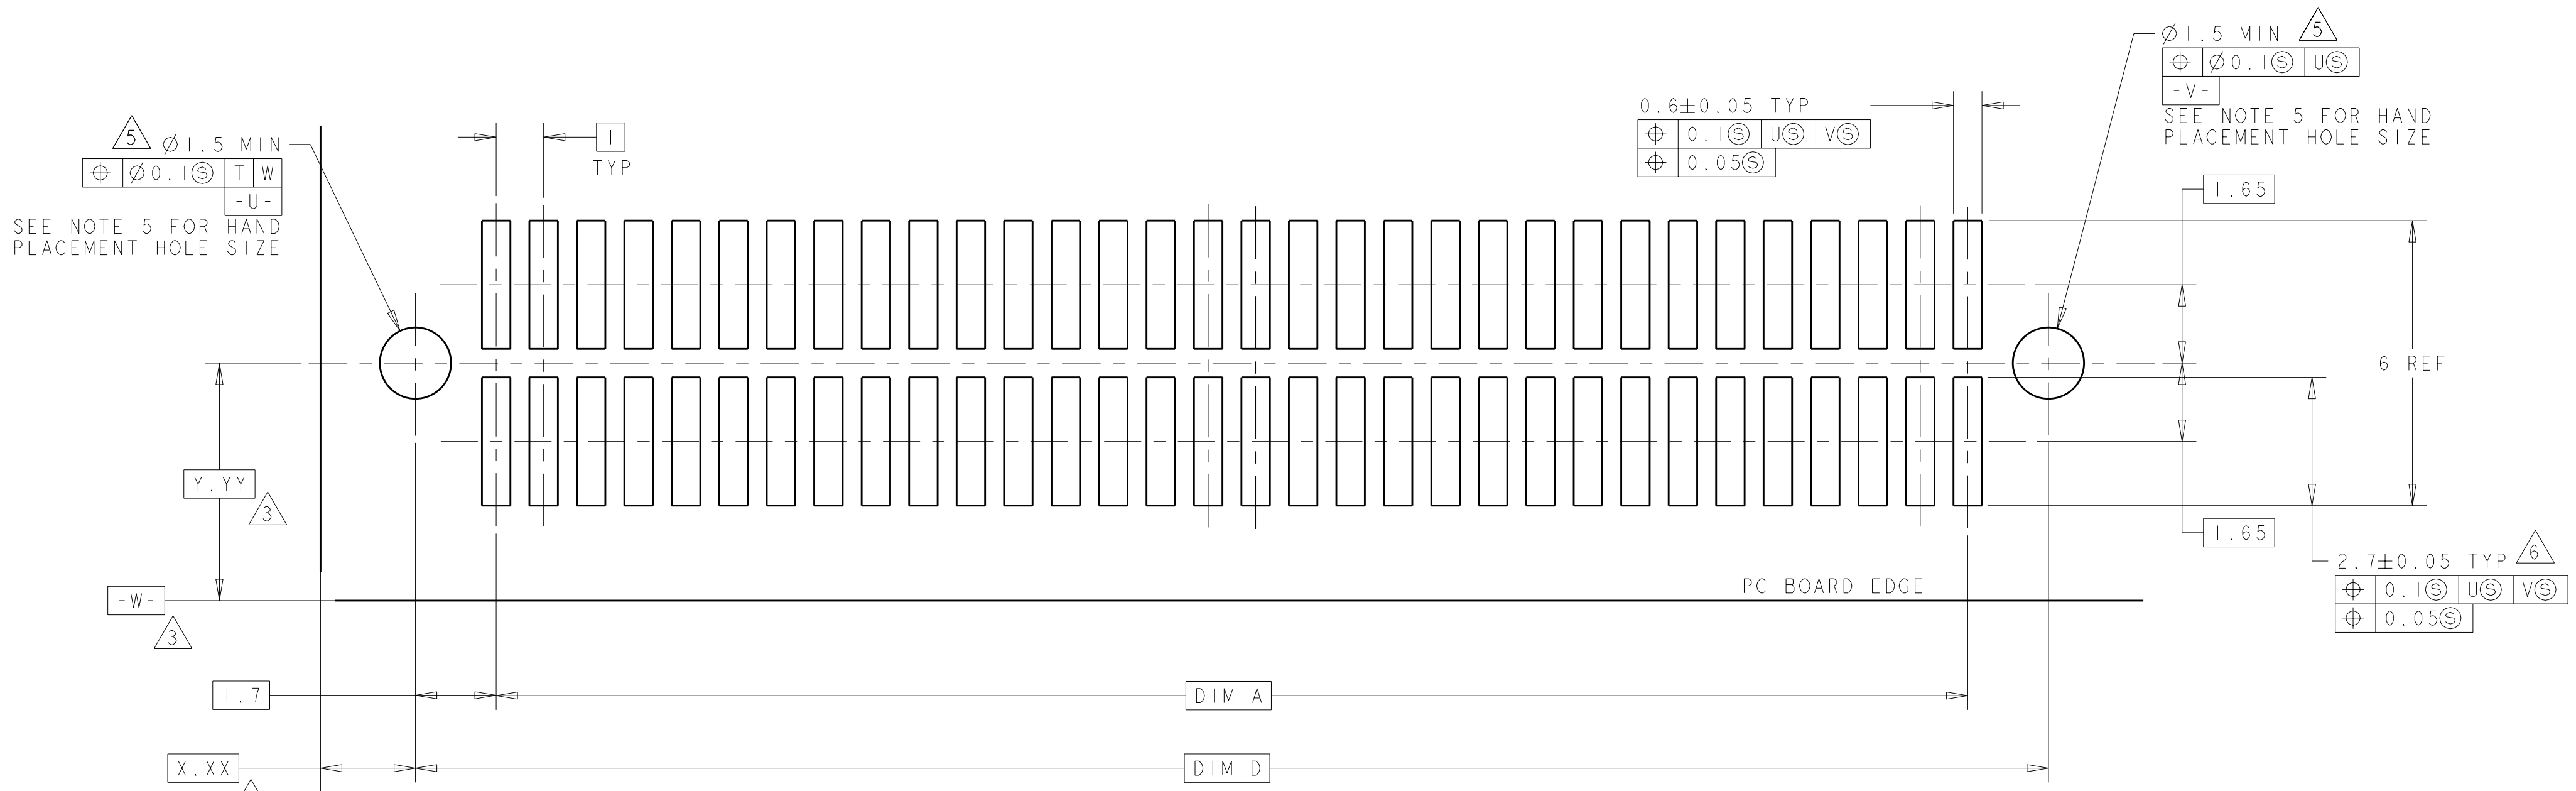 5 Ø1.5 MIN
⌖ Ø0.1Ⓢ T W
-U-
SEE NOTE 5 FOR HAND
PLACEMENT HOLE SIZE
1
TYP
0.6±0.05 TYP
⌖ 0.1Ⓢ UⓈ VⓈ
⌖ 0.05Ⓢ
Ø1.5 MIN 5
⌖ Ø0.1Ⓢ UⓈ
-V-
SEE NOTE 5 FOR HAND
PLACEMENT HOLE SIZE
1.65
6 REF
Y.YY
3
1.65
2.7±0.05 TYP 6
⌖ 0.1Ⓢ UⓈ VⓈ
⌖ 0.05Ⓢ
PC BOARD EDGE
-W-
3
1.7
DIM A
X.XX
DIM D